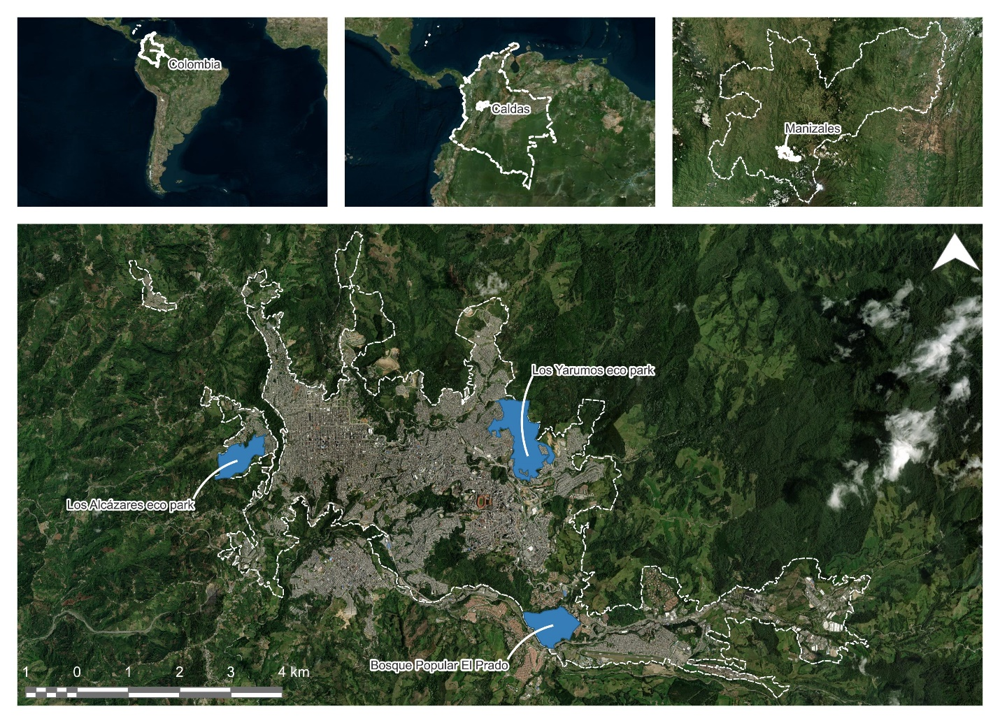 Colombia
Caldas
Manizales
Los Yarumos eco park
Los Alcázares eco park
Bosque Popular El Prado
1 0 1 2 3 4 km